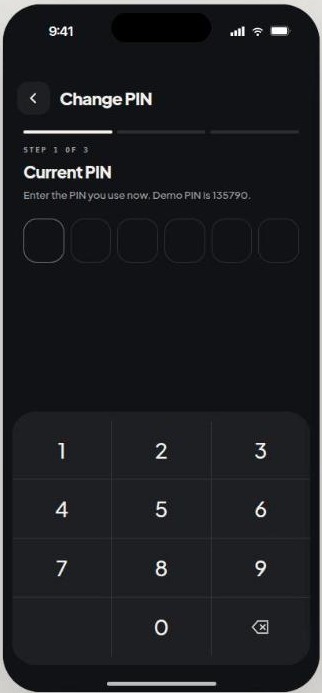 9:41
Change PIN
STEP 1 OF 3
Current PIN
Enter the PIN you use now. Demo PIN is 135790.
1 2 3
4 5 6
7 8 9
0